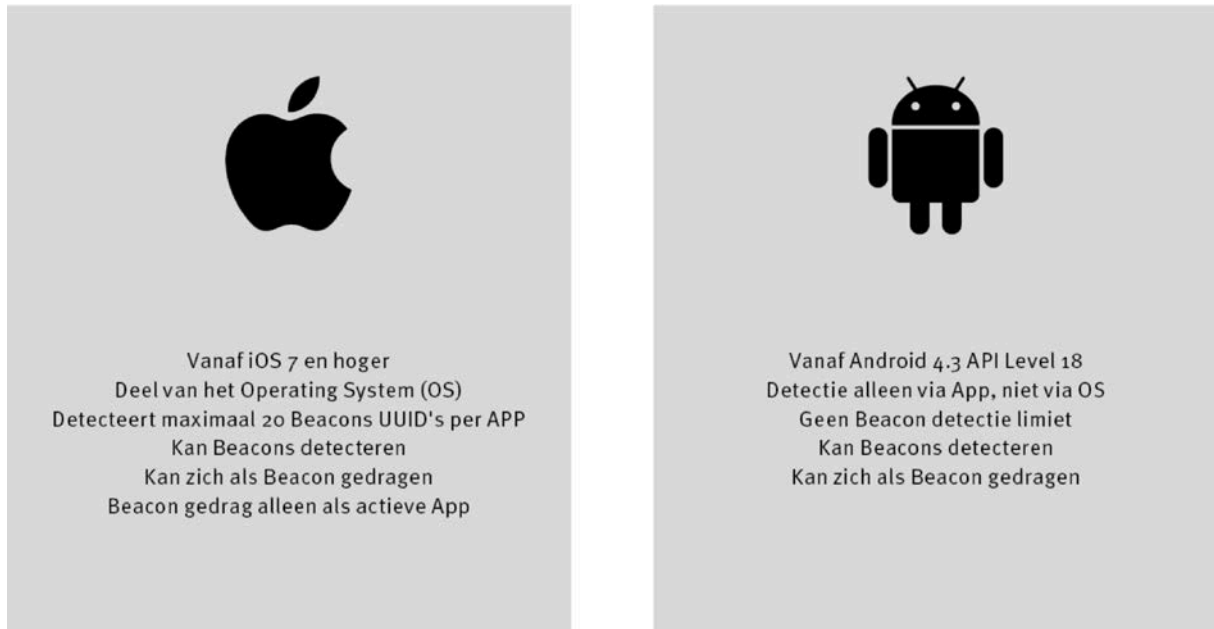 Vanaf iOS 7 en hoger
Deel van het Operating System (OS)
Detecteert maximaal 20 Beacons UUID's per APP
Kan Beacons detecteren
Kan zich als Beacon gedragen
Beacon gedrag alleen als actieve App
Vanaf Android 4.3 API Level 18
Detectie alleen via App, niet via OS
Geen Beacon detectie limiet
Kan Beacons detecteren
Kan zich als Beacon gedragen